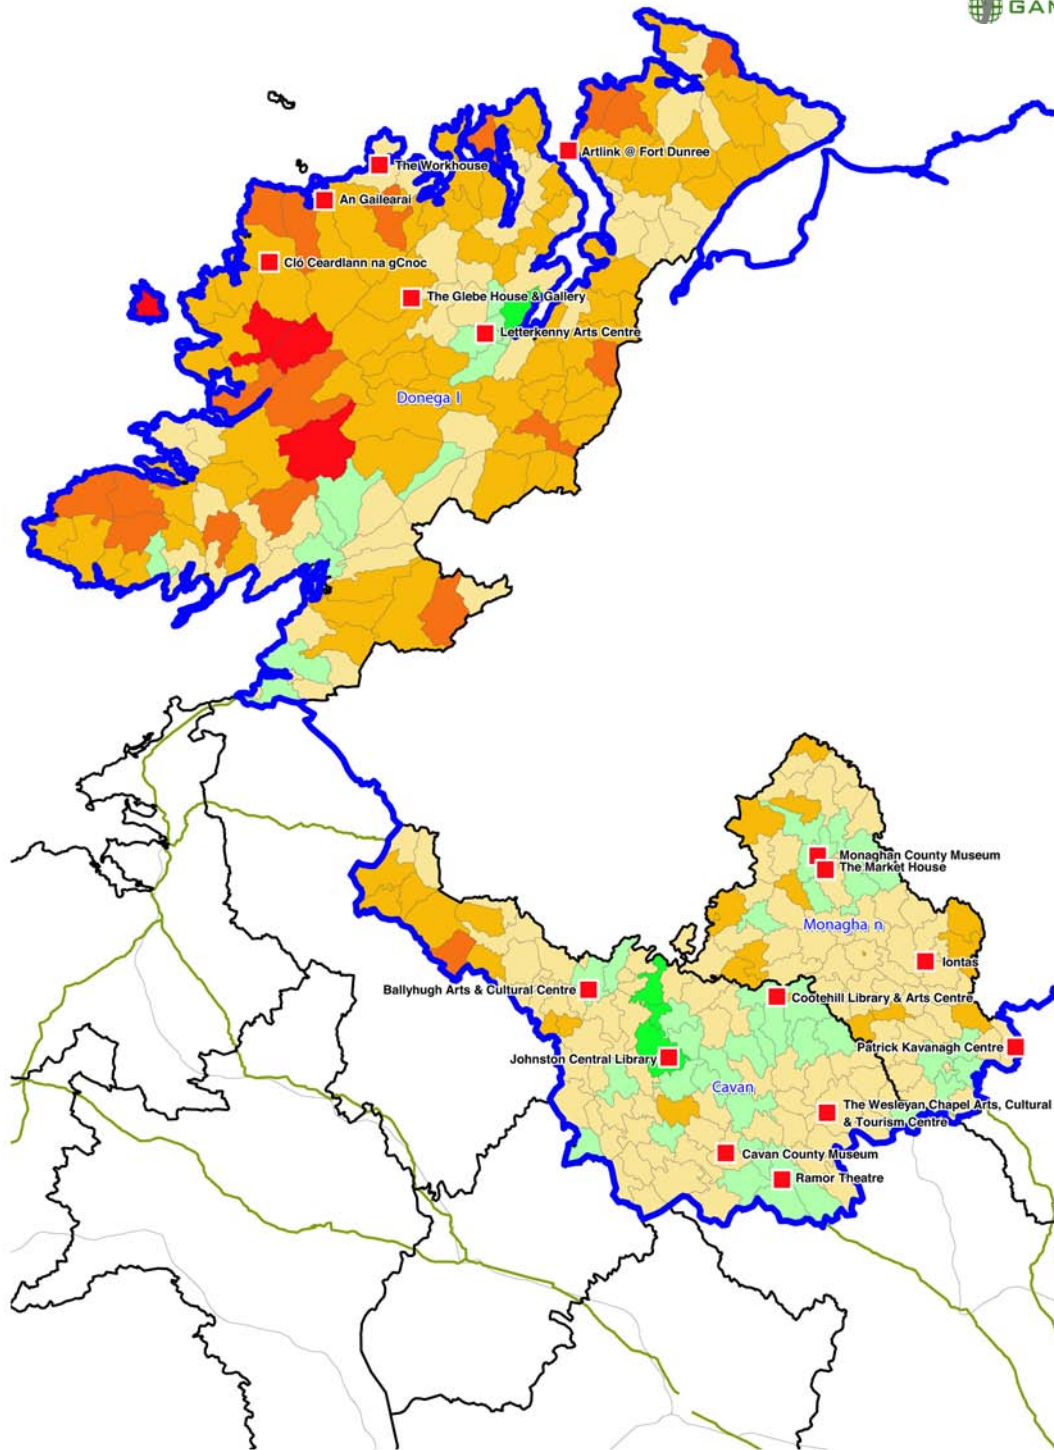 GAM
Artlink @ Fort Dunree
The Workhouse
An Gailearai
Cló Ceardlann na gCnoc
The Glebe House & Gallery
Letterkenny Arts Centre
Donega l
Monaghan County Museum
The Market House
Monagha n
Iontas
Ballyhugh Arts & Cultural Centre
Cootehill Library & Arts Centre
Patrick Kavanagh Centre
Johnston Central Library
Cavan
The Wesleyan Chapel Arts, Cultural
& Tourism Centre
Cavan County Museum
Ramor Theatre